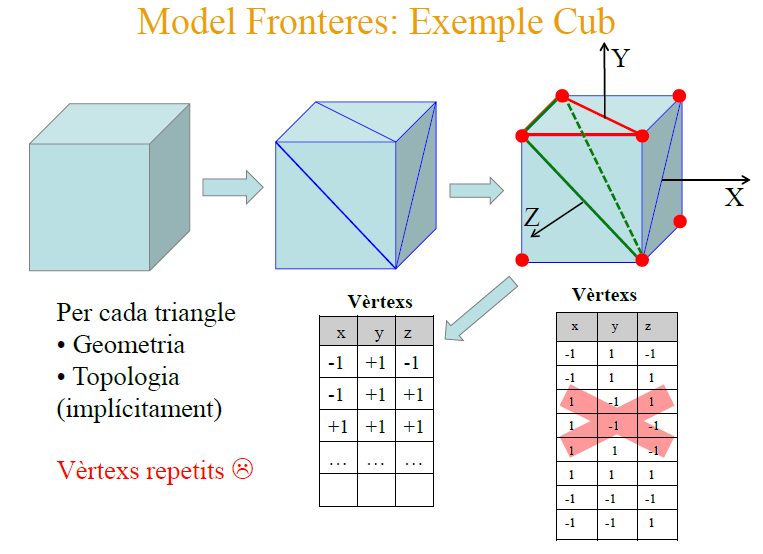 Model Fronteres: Exemple Cub
Y
X
Z
Per cada triangle
• Geometria
• Topologia
(implícitament)
Vèrtexs repetits ☹
Vèrtexs
x y z
-1 +1 -1
-1 +1 +1
+1 +1 +1
… … …
Vèrtexs
x y z
-1 1 -1
-1 1 1
1 -1 1
1 -1 -1
1 1 -1
1 1 1
-1 -1 -1
-1 -1 1